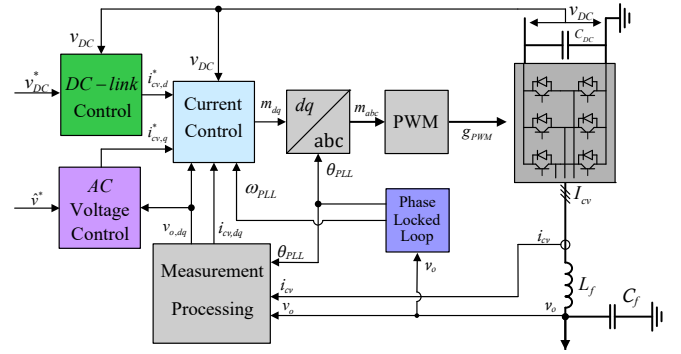 v_DC
C_DC
v_DC
v_DC
v*_DC
DC-link
Control
i*_cv,d
Current
Control
m_dq
dq
abc
m_abc
PWM
g_PWM
i*_cv,q
θ_PLL
I_cv
AC
Voltage
Control
v̂*
ω_PLL
Phase
Locked
Loop
v_o,dq
i_cv,dq
i_cv
θ_PLL
v_o
Measurement
Processing
i_cv
L_f
v_o
v_o
C_f